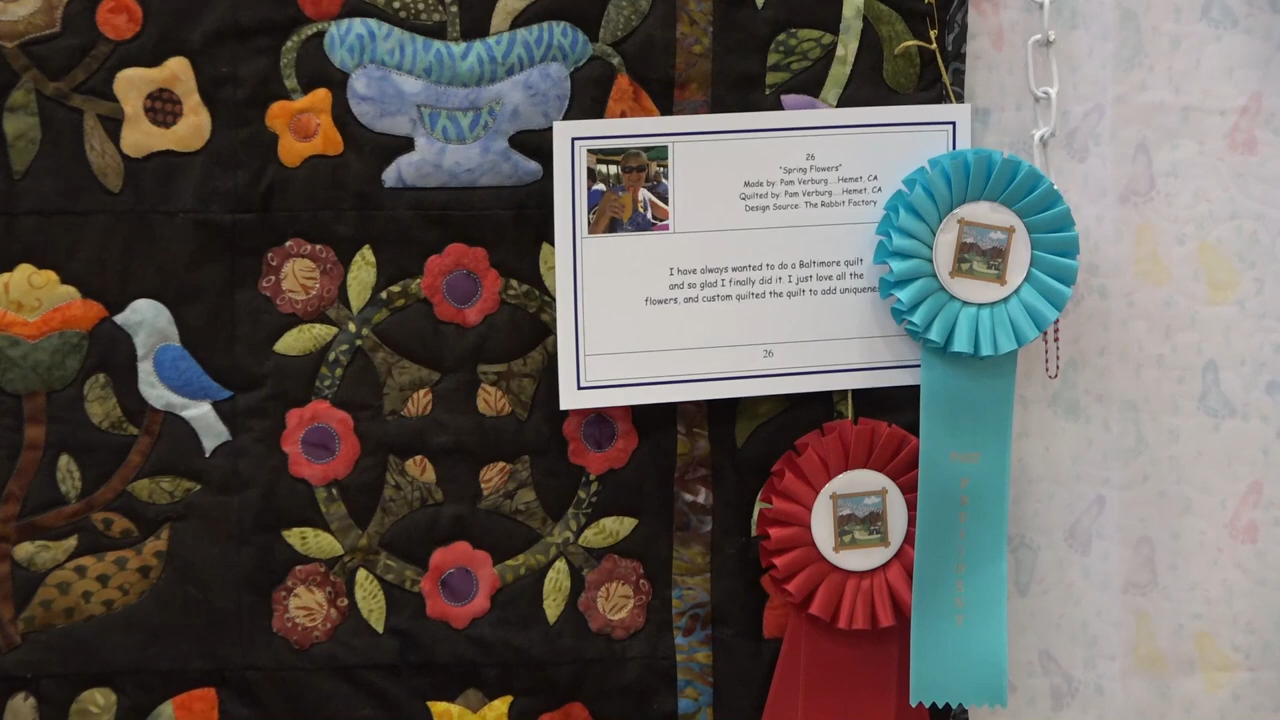 26
"Spring Flowers"
Made by: Pam Verburg....Hemet, CA
Quilted by: Pam Verburg....Hemet, CA
Design Source: The Rabbit Factory
I have always wanted to do a Baltimore quilt
and so glad I finally did it. I just love all the
flowers, and custom quilted the quilt to add
26